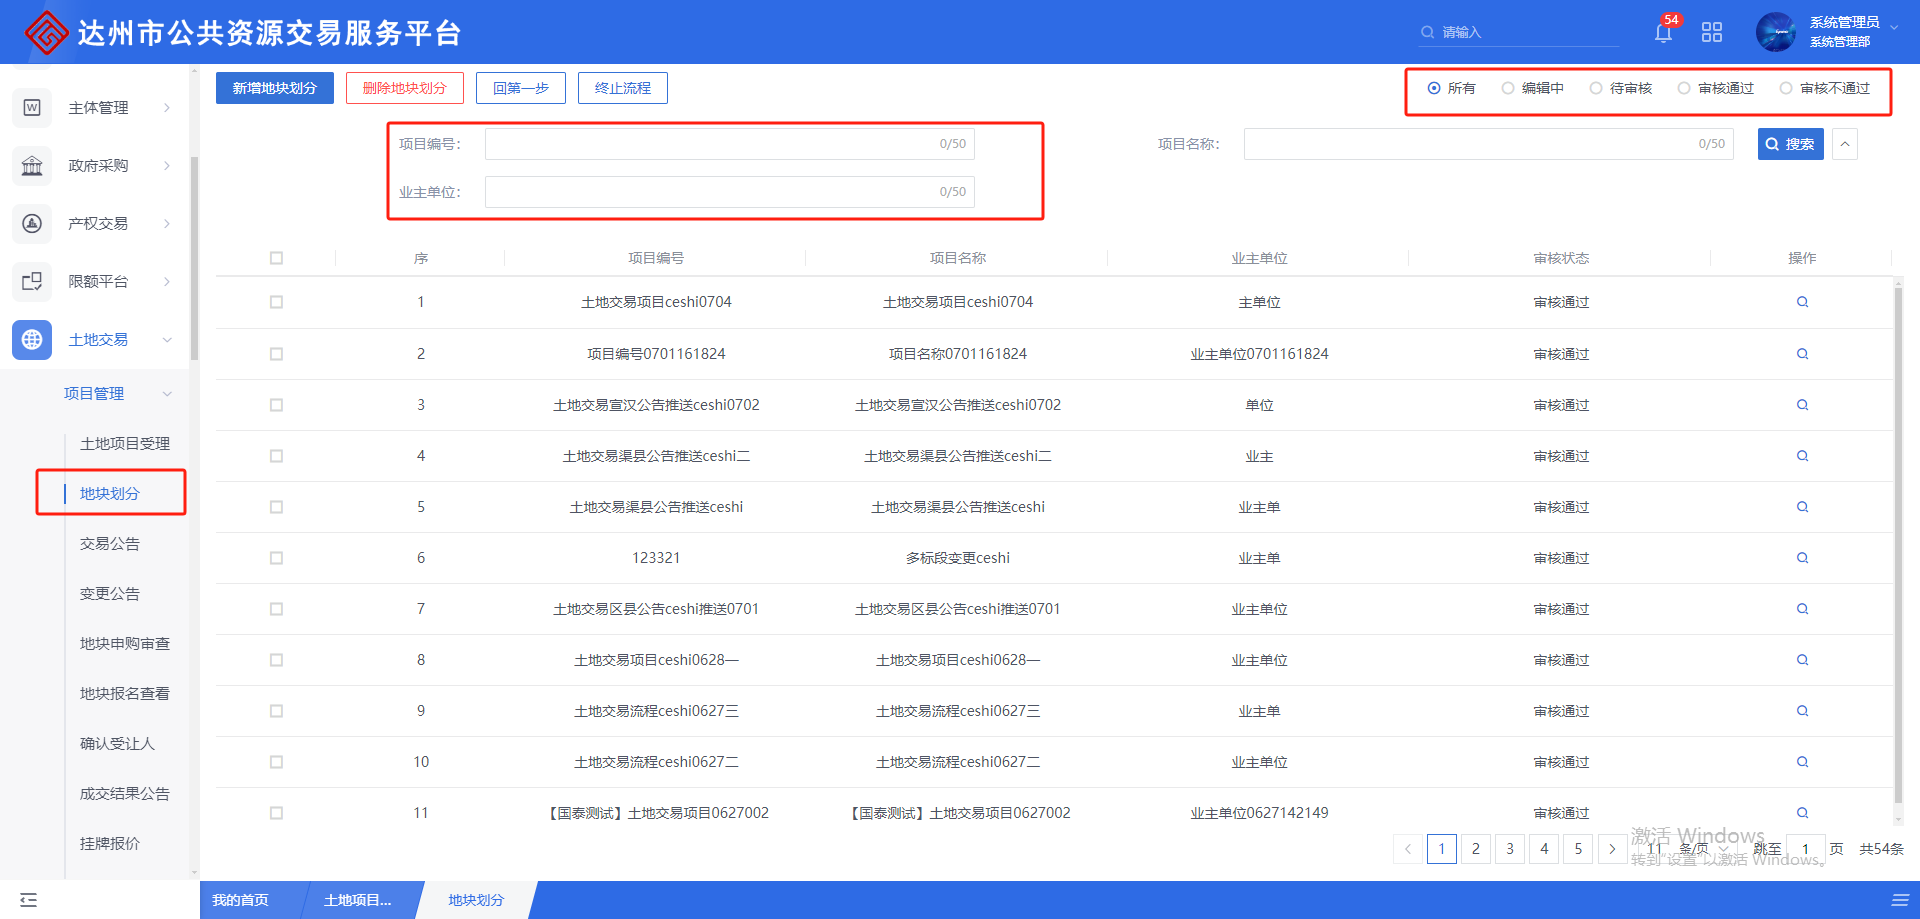 达州市公共资源交易服务平台
请输入
54
系统管理员
系统管理部
主体管理
政府采购
产权交易
限额平台
土地交易
项目管理
土地项目受理
地块划分
交易公告
变更公告
地块申购审查
地块报名查看
确认受让人
成交结果公告
挂牌报价
新增地块划分 删除地块划分 回第一步 终止流程
所有 编辑中 待审核 审核通过 审核不通过
项目编号： 0/50 项目名称： 0/50 搜索
业主单位： 0/50
序 项目编号 项目名称 业主单位 审核状态 操作
1 土地交易项目ceshi0704 土地交易项目ceshi0704 主单位 审核通过
2 项目编号0701161824 项目名称0701161824 业主单位0701161824 审核通过
3 土地交易宣汉公告推送ceshi0702 土地交易宣汉公告推送ceshi0702 单位 审核通过
4 土地交易渠县公告推送ceshi二 土地交易渠县公告推送ceshi二 业主 审核通过
5 土地交易渠县公告推送ceshi 土地交易渠县公告推送ceshi 业主单 审核通过
6 123321 多标段变更ceshi 业主单 审核通过
7 土地交易区县公告ceshi推送0701 土地交易区县公告ceshi推送0701 业主单位 审核通过
8 土地交易项目ceshi0628一 土地交易项目ceshi0628一 业主单位 审核通过
9 土地交易流程ceshi0627三 土地交易流程ceshi0627三 业主单 审核通过
10 土地交易流程ceshi0627二 土地交易流程ceshi0627二 业主单位 审核通过
11 【国泰测试】土地交易项目0627002 【国泰测试】土地交易项目0627002 业主单位0627142149 审核通过
1 2 3 4 5 11 条/页 跳至 1 页 共54条
激活 Windows
转到"设置"以激活 Windows。
我的首页 土地项目... 地块划分